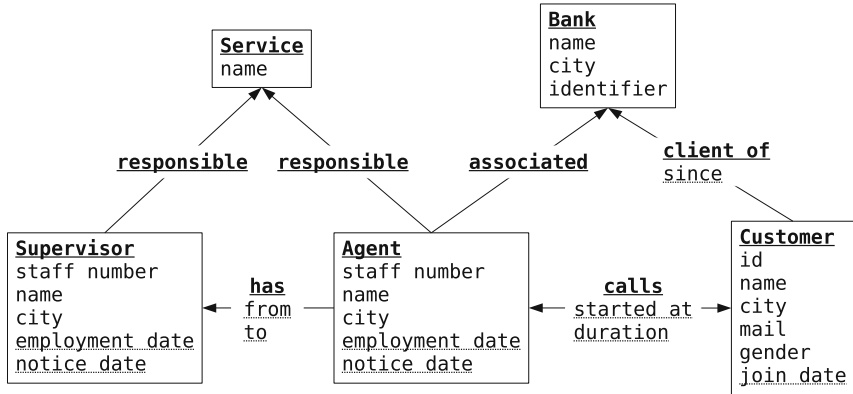 Service
name
Bank
name
city
identifier
responsible
responsible
associated
client of
since
Supervisor
staff number
name
city
employment date
notice date
has
from
to
Agent
staff number
name
city
employment date
notice date
calls
started at
duration
Customer
id
name
city
mail
gender
join date